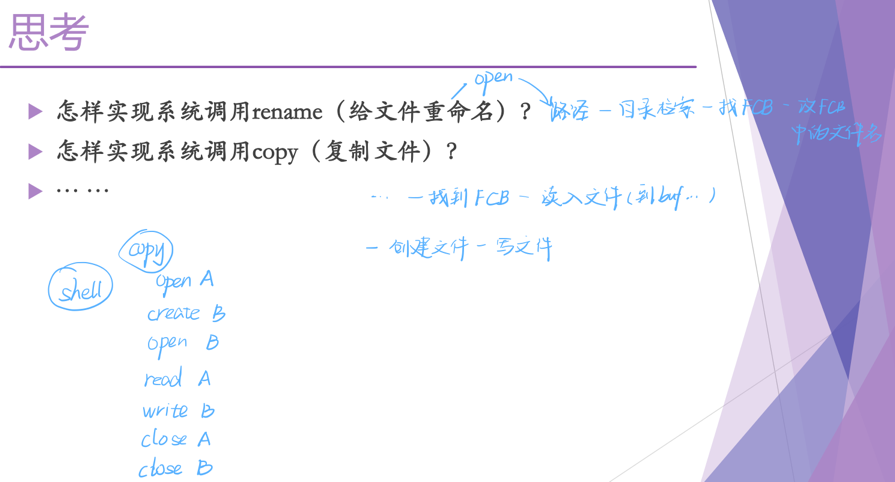 思考
怎样实现系统调用rename（给文件重命名）？
open
路径 — 目录检索 — 找FCB - 改FCB
中的文件名
怎样实现系统调用copy（复制文件）？
… …
… — 找到FCB - 读入文件(到buf…)
— 创建文件 - 写文件
copy
shell
open A
create B
open B
read A
write B
close A
close B